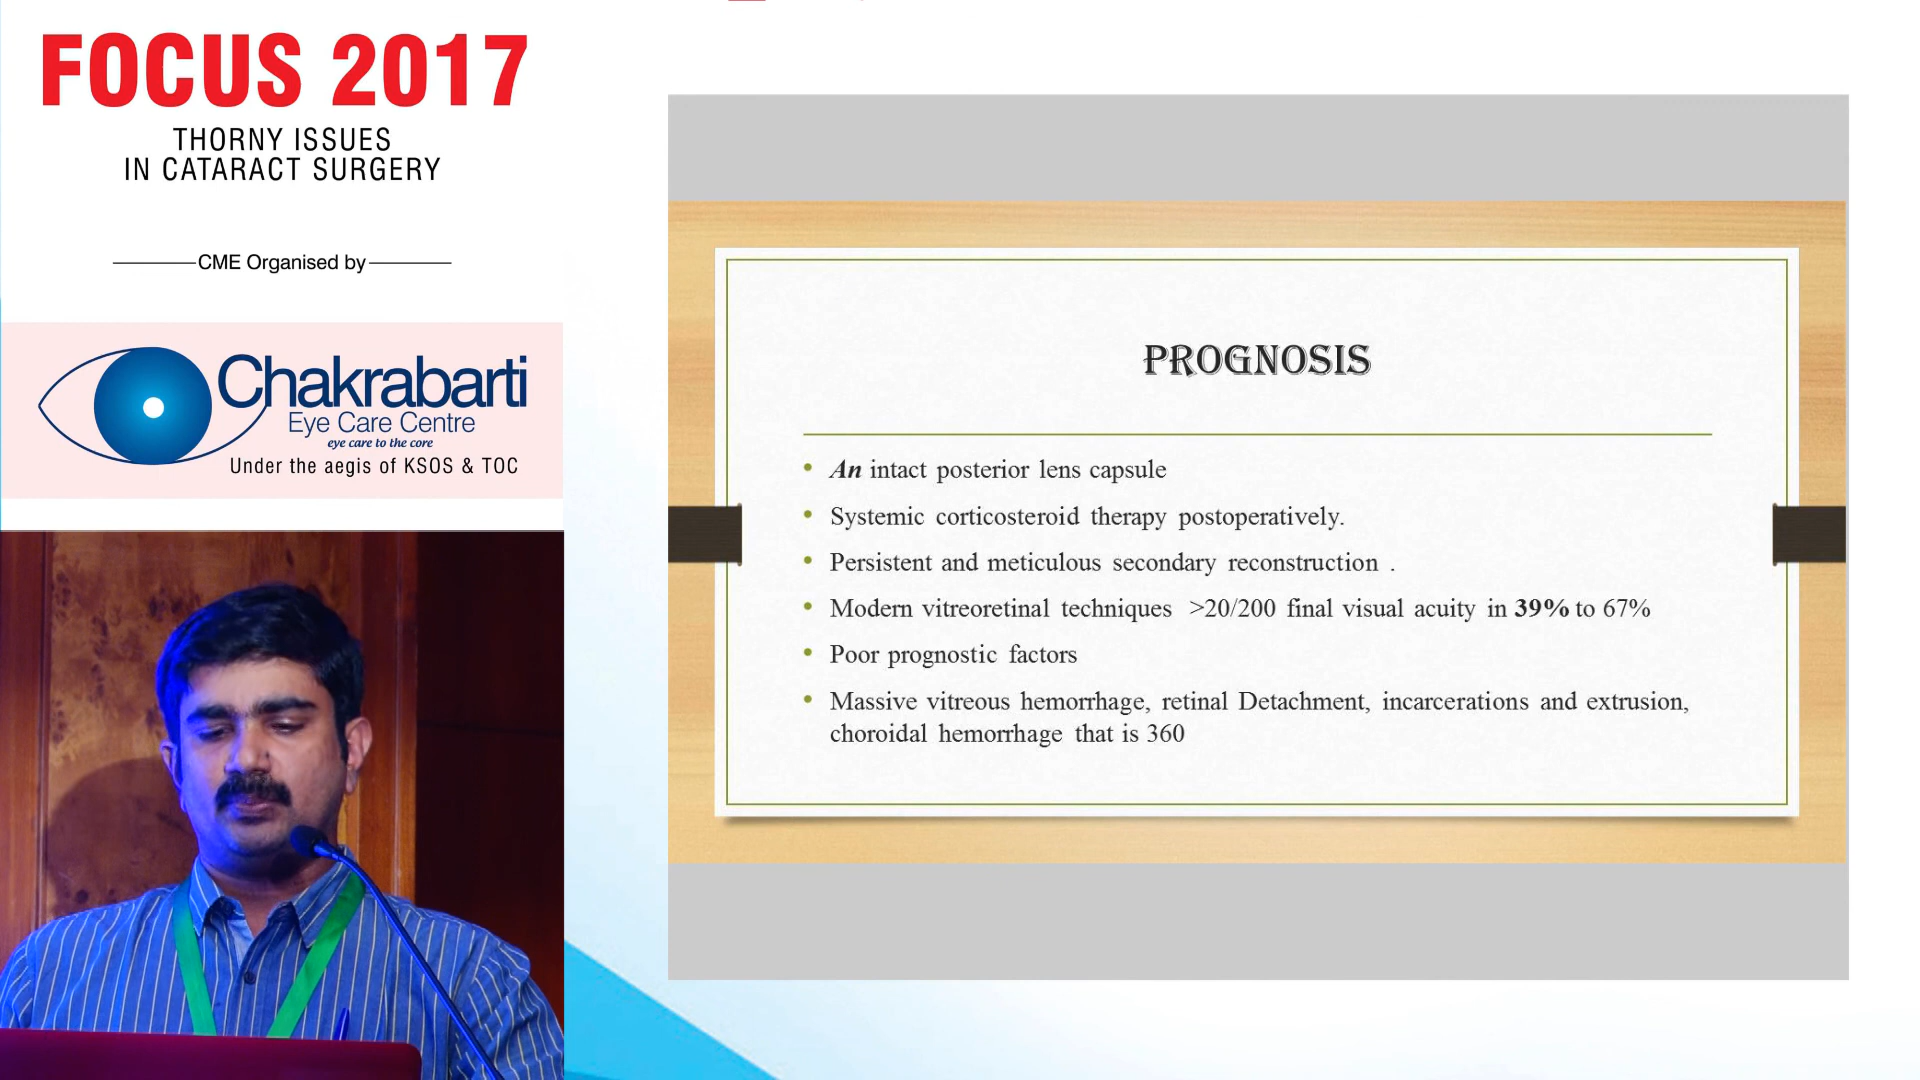 FOCUS 2017
THORNY ISSUES
IN CATARACT SURGERY
CME Organised by
Chakrabarti
Eye Care Centre
eye care to the core
Under the aegis of KSOS & TOC
PROGNOSIS
• An intact posterior lens capsule
• Systemic corticosteroid therapy postoperatively.
• Persistent and meticulous secondary reconstruction .
• Modern vitreoretinal techniques >20/200 final visual acuity in 39% to 67%
• Poor prognostic factors
• Massive vitreous hemorrhage, retinal Detachment, incarcerations and extrusion,
choroidal hemorrhage that is 360